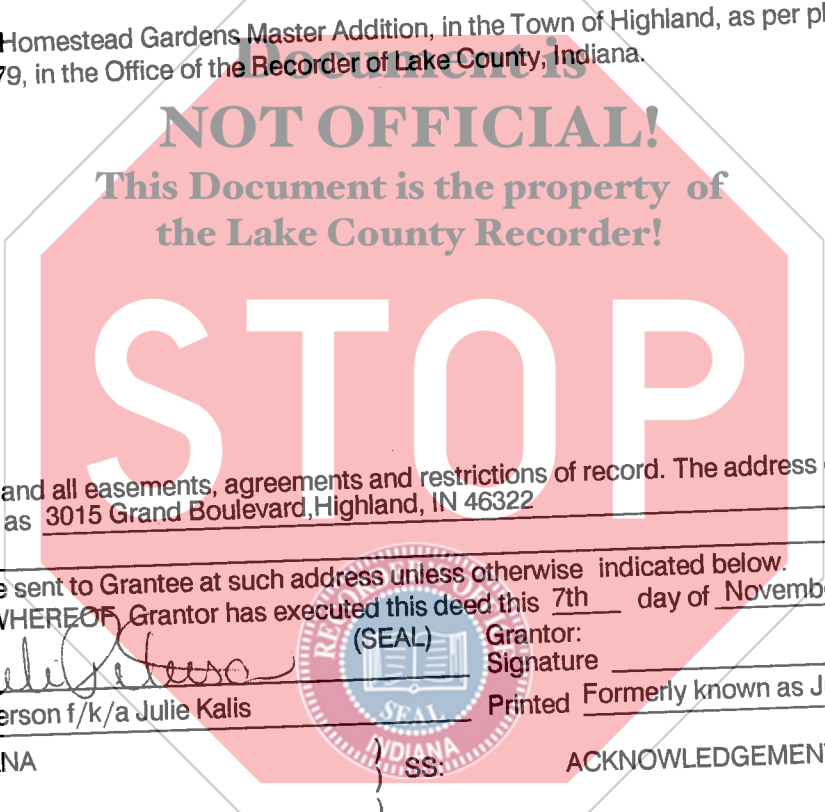 Homestead Gardens Master Addition, in the Town of Highland, as per pl
79, in the Office of the Recorder of Lake County, Indiana.
Document is
NOT OFFICIAL!
This Document is the property of
the Lake County Recorder!
STOP
and all easements, agreements and restrictions of record. The address
as 3015 Grand Boulevard,Highland, IN 46322
e sent to Grantee at such address unless otherwise indicated below.
WHEREOF, Grantor has executed this deed this 7th day of Novemb
(SEAL) Grantor:
Signature
erson f/k/a Julie Kalis Printed Formerly known as J
NA SS: ACKNOWLEDGEMENT
SEAL
INDIANA